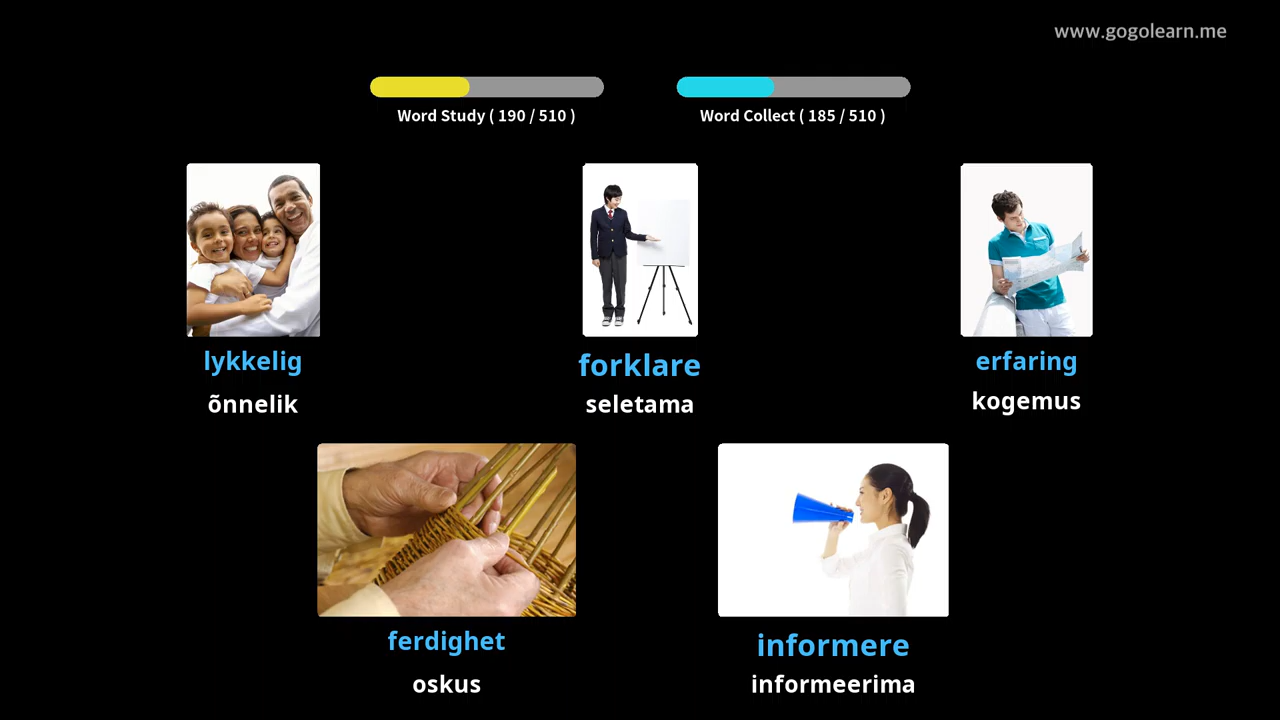 www.gogolearn.me
Word Study ( 190 / 510 )
Word Collect ( 185 / 510 )
lykkelig
õnnelik
forklare
seletama
erfaring
kogemus
ferdighet
oskus
informere
informeerima